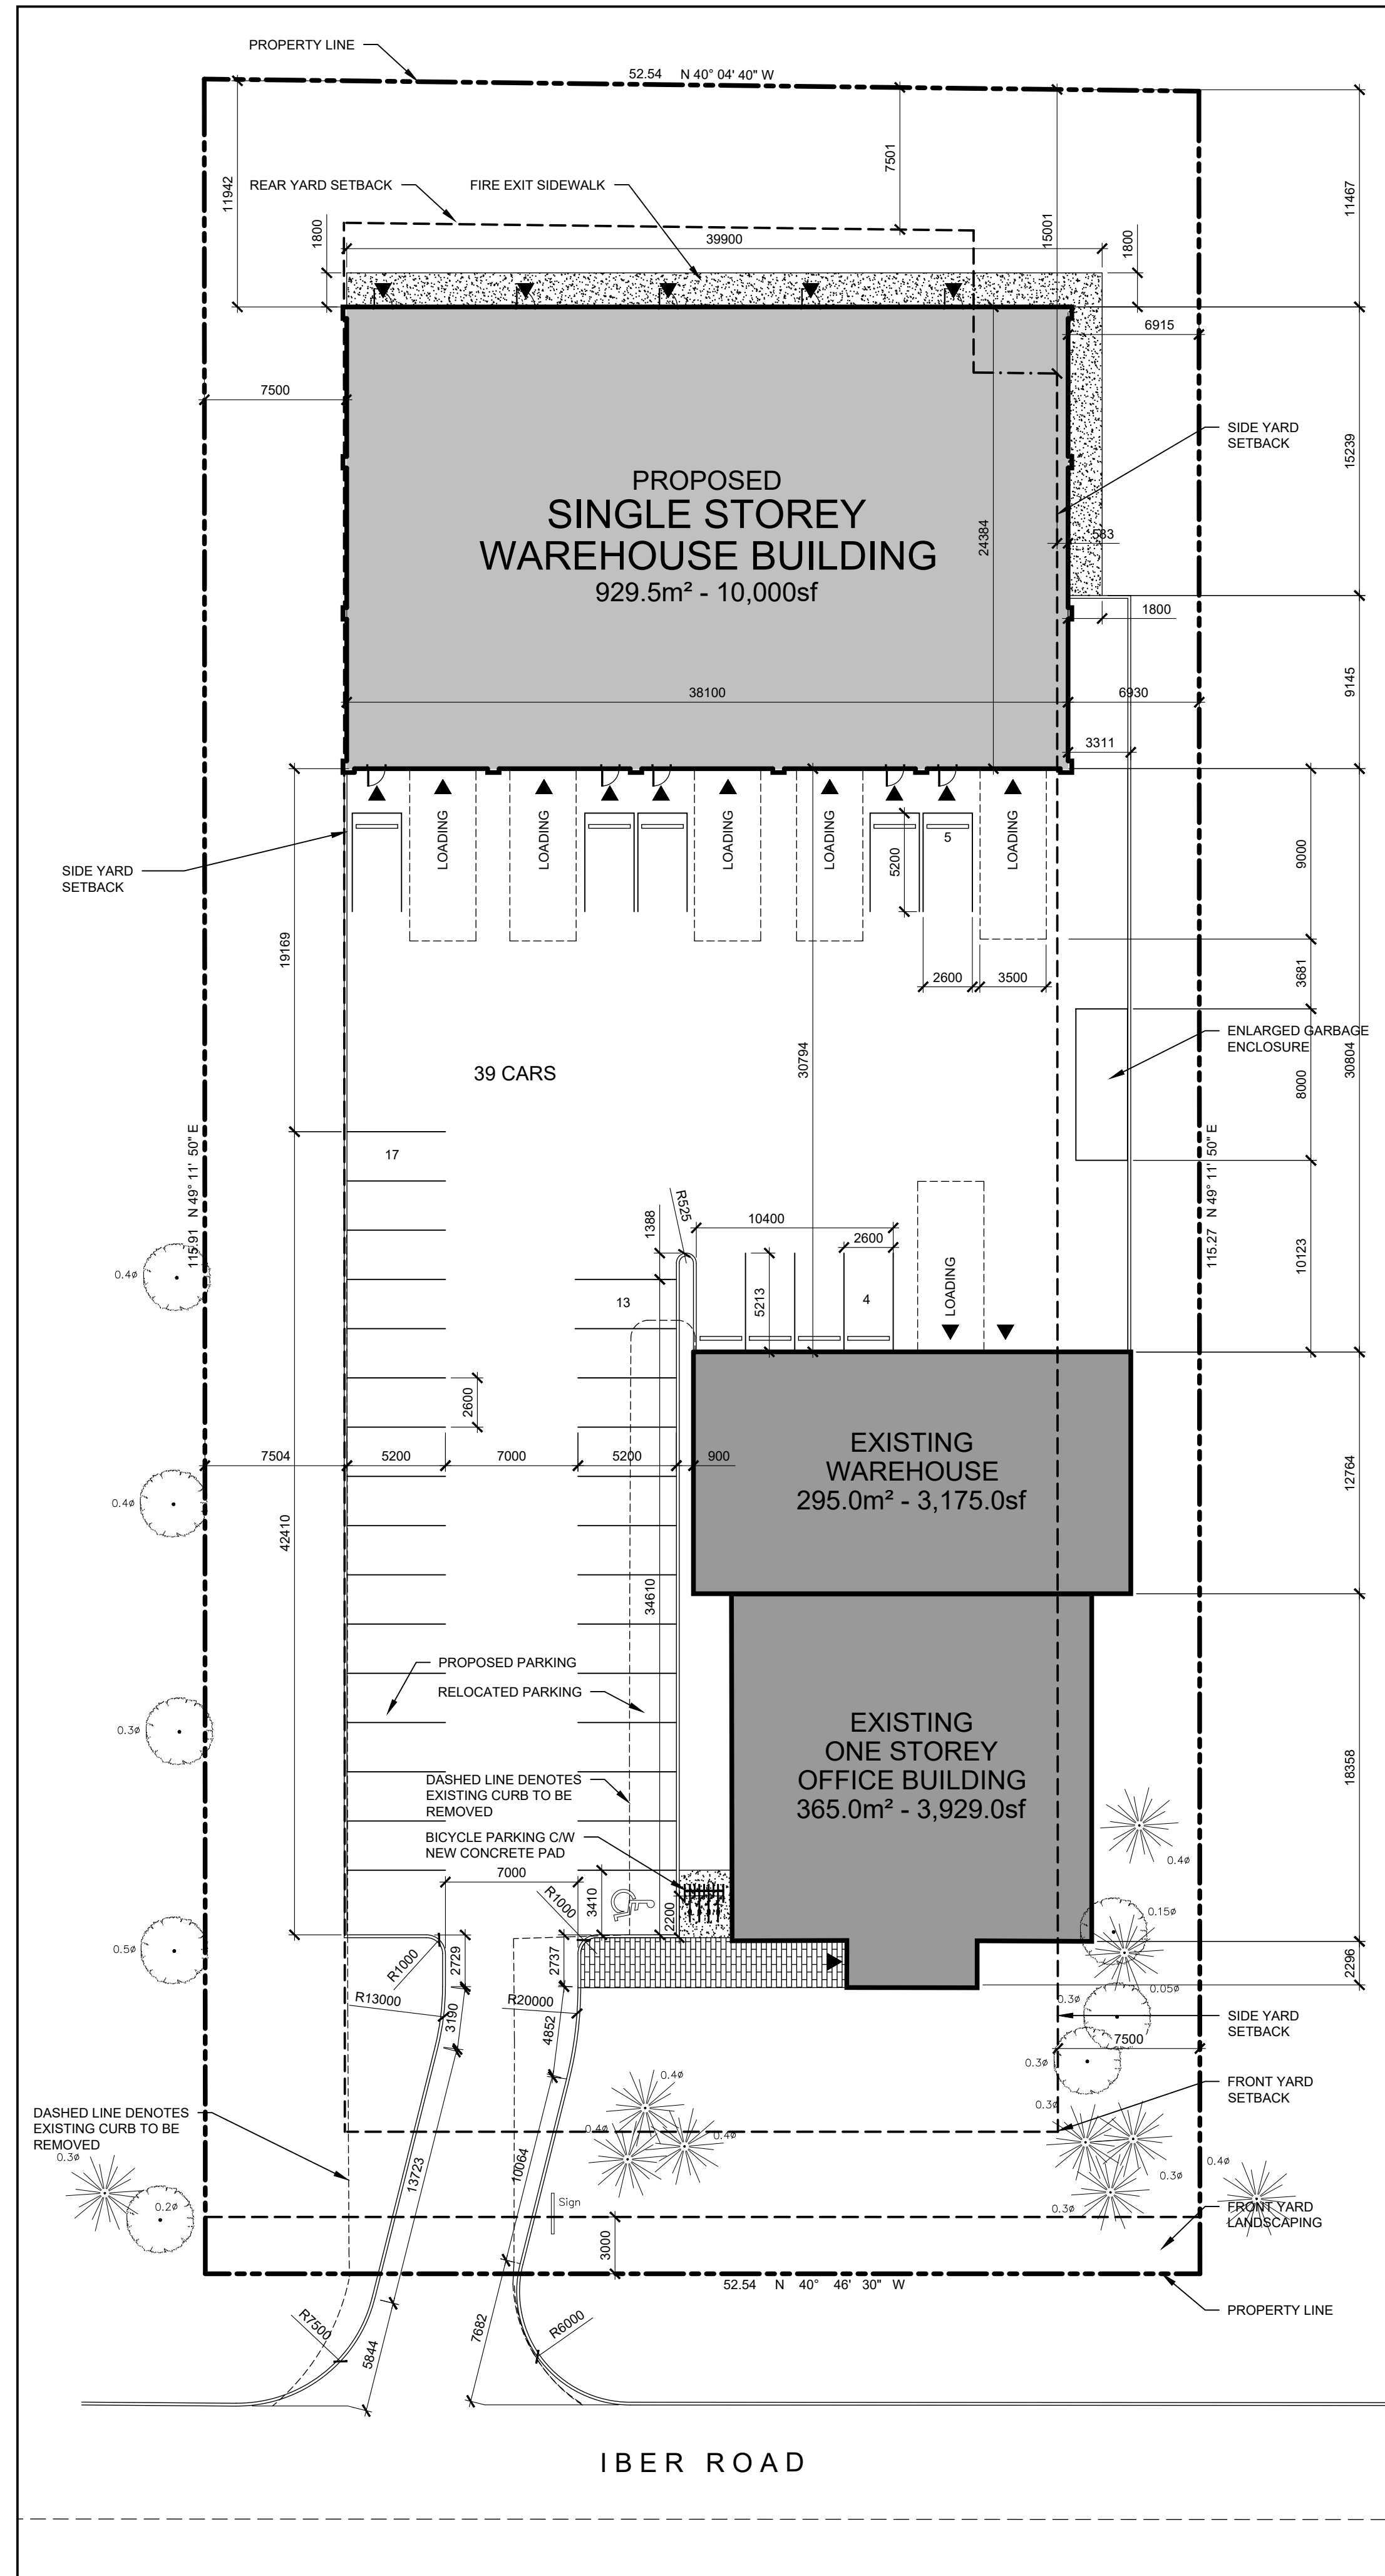 PROPERTY LINE
52.54 N 40° 04' 40" W
11942
7501
15001
11467
REAR YARD SETBACK
FIRE EXIT SIDEWALK
1800
39900
1800
6915
7500
SIDE YARD
SETBACK
15239
PROPOSED
SINGLE STOREY
WAREHOUSE BUILDING
929.5m² - 10,000sf
24384
583
1800
38100
6930
9145
3311
LOADING
LOADING
LOADING
LOADING
LOADING
5
5200
9000
SIDE YARD
SETBACK
19169
2600
3500
3681
30794
ENLARGED GARBAGE
ENCLOSURE
30804
8000
39 CARS
115.91 N 49° 11' 50" E
17
115.27 N 49° 11' 50" E
R525
1388
10400
2600
10123
0.4ø
13
5213
4
LOADING
2600
EXISTING
WAREHOUSE
295.0m² - 3,175.0sf
12764
7504
5200
7000
5200
900
0.4ø
42410
34610
PROPOSED PARKING
RELOCATED PARKING
0.3ø
EXISTING
ONE STOREY
OFFICE BUILDING
365.0m² - 3,929.0sf
18358
DASHED LINE DENOTES
EXISTING CURB TO BE
REMOVED
BICYCLE PARKING C/W
NEW CONCRETE PAD
0.4ø
7000
R1000
3410
2200
0.15ø
0.5ø
R1000
2729
2737
2296
R13000
3190
R20000
4852
0.3ø
0.05ø
SIDE YARD
SETBACK
7500
0.3ø
0.4ø
FRONT YARD
SETBACK
DASHED LINE DENOTES
EXISTING CURB TO BE
REMOVED
0.3ø
0.4ø
0.4ø
0.3ø
0.3ø
0.4ø
13723
10064
0.2ø
Sign
0.3ø
FRONT YARD
LANDSCAPING
3000
52.54 N 40° 46' 30" W
PROPERTY LINE
R7500
5844
7682
R6000
IBER ROAD